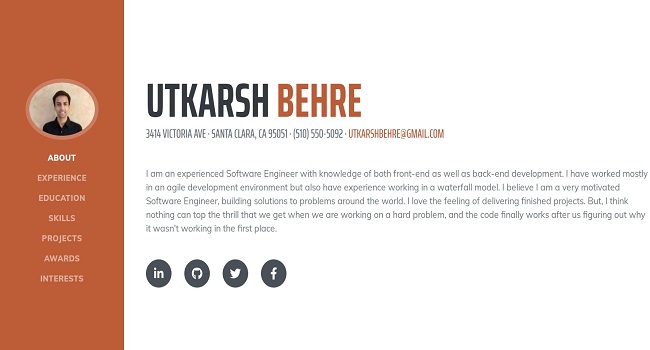 ABOUT
EXPERIENCE
EDUCATION
SKILLS
PROJECTS
AWARDS
INTERESTS
UTKARSH BEHRE
3414 VICTORIA AVE · SANTA CLARA, CA 95051 · (510) 550-5092 · UTKARSHBEHRE@GMAIL.COM
I am an experienced Software Engineer with knowledge of both front-end as well as back-end development. I have worked mostly
in an agile development environment but also have experience working in a waterfall model. I believe I am a very motivated
Software Engineer, building solutions to problems around the world. I love the feeling of delivering finished projects. But, I think
nothing can top the thrill that we get when we are working on a hard problem, and the code finally works after us figuring out why
it wasn't working in the first place.